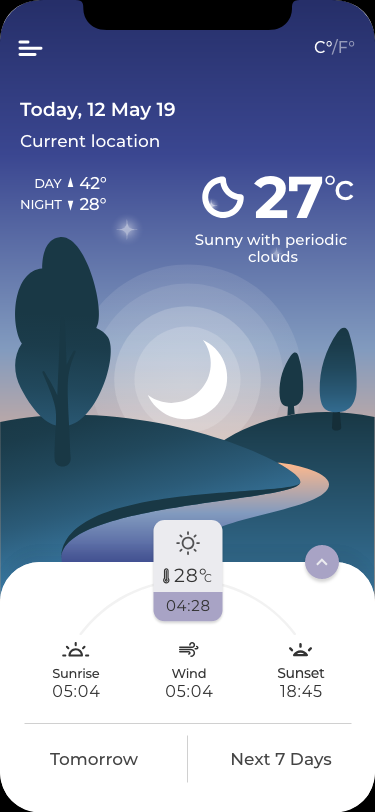 C°/F°
Today, 12 May 19
Current location
DAY 42°
NIGHT 28°
27°C
Sunny with periodic
clouds
28°C
04:28
Sunrise
05:04
Wind
05:04
Sunset
18:45
Tomorrow
Next 7 Days